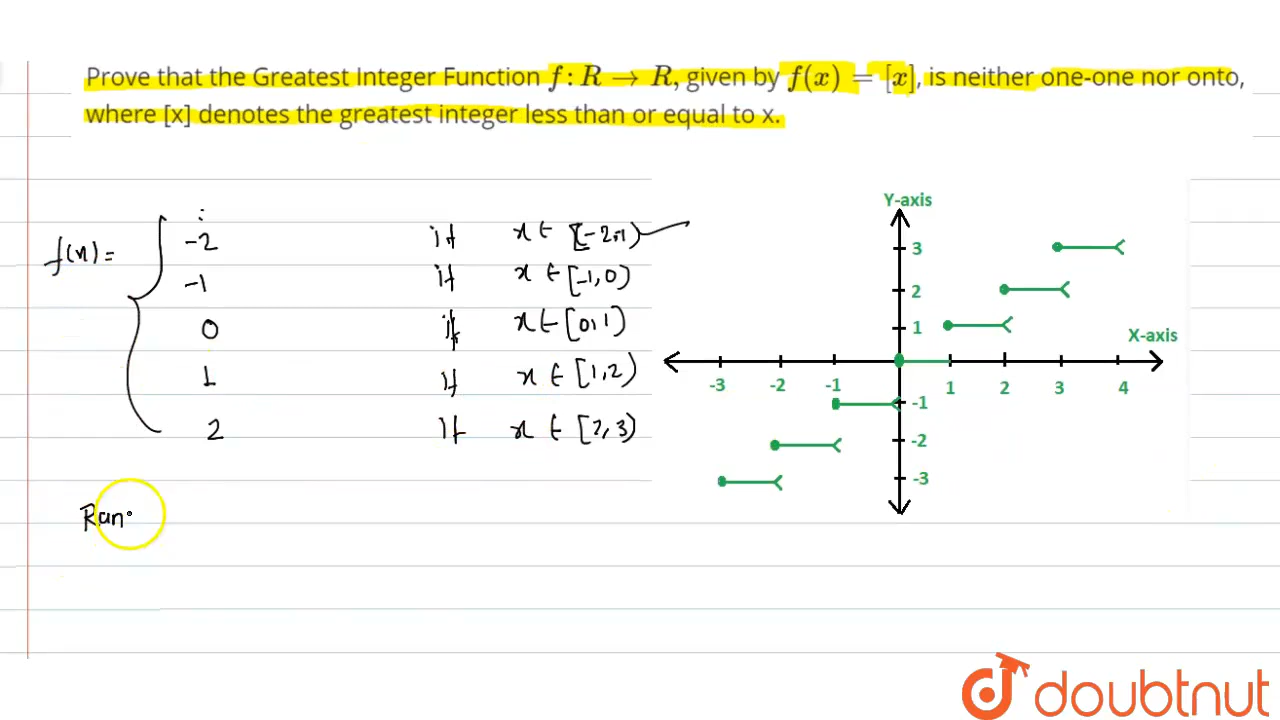 Prove that the Greatest Integer Function f : R → R, given by f(x) = [x], is neither one-one nor onto,
where [x] denotes the greatest integer less than or equal to x.
f(x) =
-2 if x ∈ [-2,-1)
-1 if x ∈ [-1,0)
0 if x ∈ [0,1)
1 if x ∈ [1,2)
2 if x ∈ [2,3)
Ran
Y-axis
3
2
1
X-axis
-3 -2 -1 1 2 3 4
-1
-2
-3
doubtnut